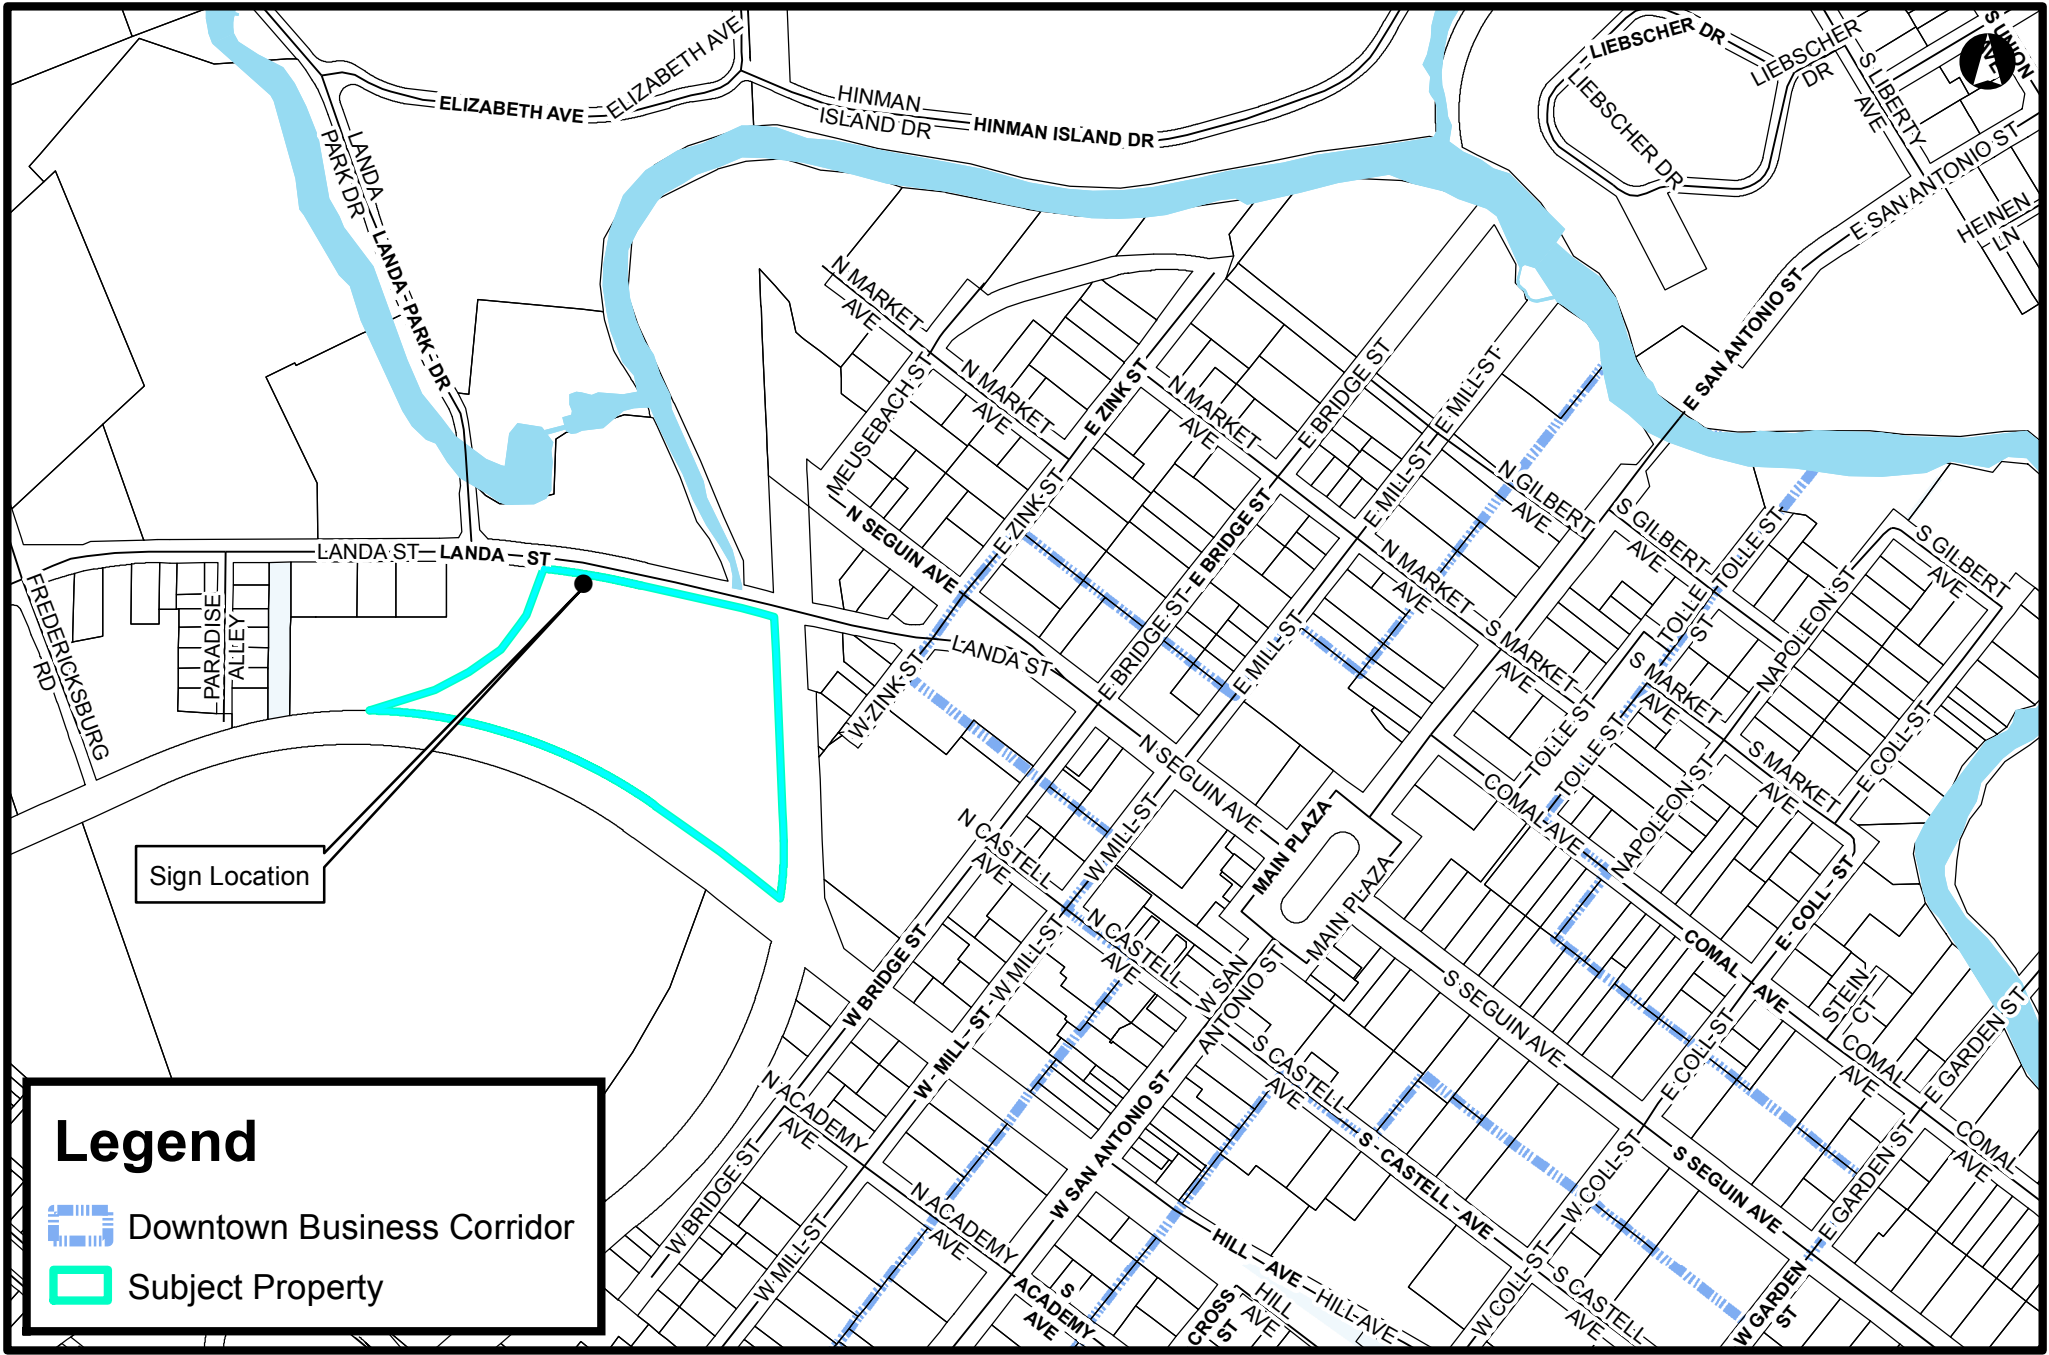 ELIZABETH AVE
ELIZABETH AVE
HINMAN
ISLAND DR
HINMAN ISLAND DR
LIEBSCHER DR
LIEBSCHER
DR
LIEBSCHER DR
S LIBERTY
AVE
S UNION
AVE
E SAN ANTONIO ST
HEINEN
LN
E SAN ANTONIO ST
LANDA
PARK DR
LANDA PARK DR
N MARKET
AVE
N MARKET
AVE
N MARKET
AVE
MEUSEBACH ST
E ZINK ST
E ZINK ST
E BRIDGE ST
E MILL ST
E MILL ST
N GILBERT
AVE
S GILBERT
AVE
S GILBERT
AVE
TOLLE ST
TOLLE
ST
N SEGUIN AVE
E BRIDGE ST
E BRIDGE ST
N MARKET
AVE
S MARKET
AVE
S MARKET
AVE
S MARKET
AVE
NAPOLEON ST
NAPOLEON ST
LANDA ST
LANDA ST
LANDA ST
FREDERICKSBURG
RD
PARADISE
ALLEY
W ZINK ST
E MILL ST
N SEGUIN AVE
TOLLE ST
TOLLE ST
E COLL ST
COMAL AVE
MAIN PLAZA
MAIN PLAZA
N CASTELL
AVE
W MILL ST
N CASTELL
AVE
W BRIDGE ST
W MILL ST
W MILL ST
W SAN
ANTONIO ST
S SEGUIN AVE
COMAL AVE
E COLL ST
STEIN
CT
COMAL
AVE
E GARDEN ST
E COLL ST
S CASTELL
AVE
Sign Location
N ACADEMY
AVE
W BRIDGE ST
N ACADEMY
AVE
W MILL ST
W SAN ANTONIO ST
S CASTELL AVE
W COLL ST
S SEGUIN AVE
E GARDEN ST
COMAL
AVE
HILL AVE
HILL AVE
HILL
AVE
CROSS
ST
S
ACADEMY
AVE
W COLL ST
S CASTELL
AVE
W GARDEN
ST
Legend
Downtown Business Corridor
Subject Property